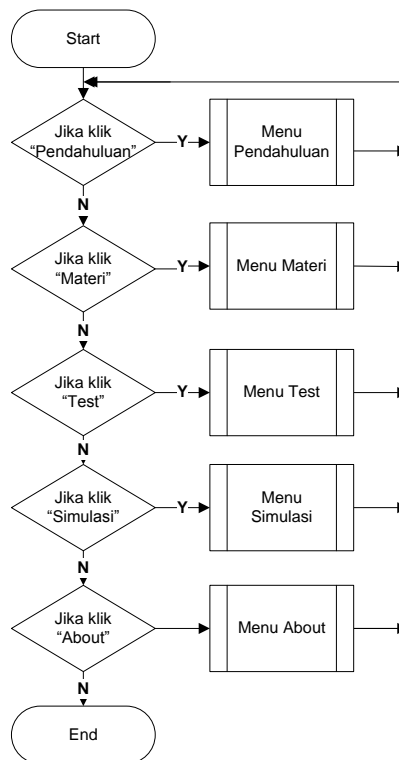 Start
Jika klik
“Pendahuluan”
Y
Menu
Pendahuluan
N
Jika klik
“Materi”
Y
Menu Materi
N
Jika klik
“Test”
Y
Menu Test
N
Jika klik
“Simulasi”
Y
Menu
Simulasi
N
Jika klik
“About”
Menu About
N
End